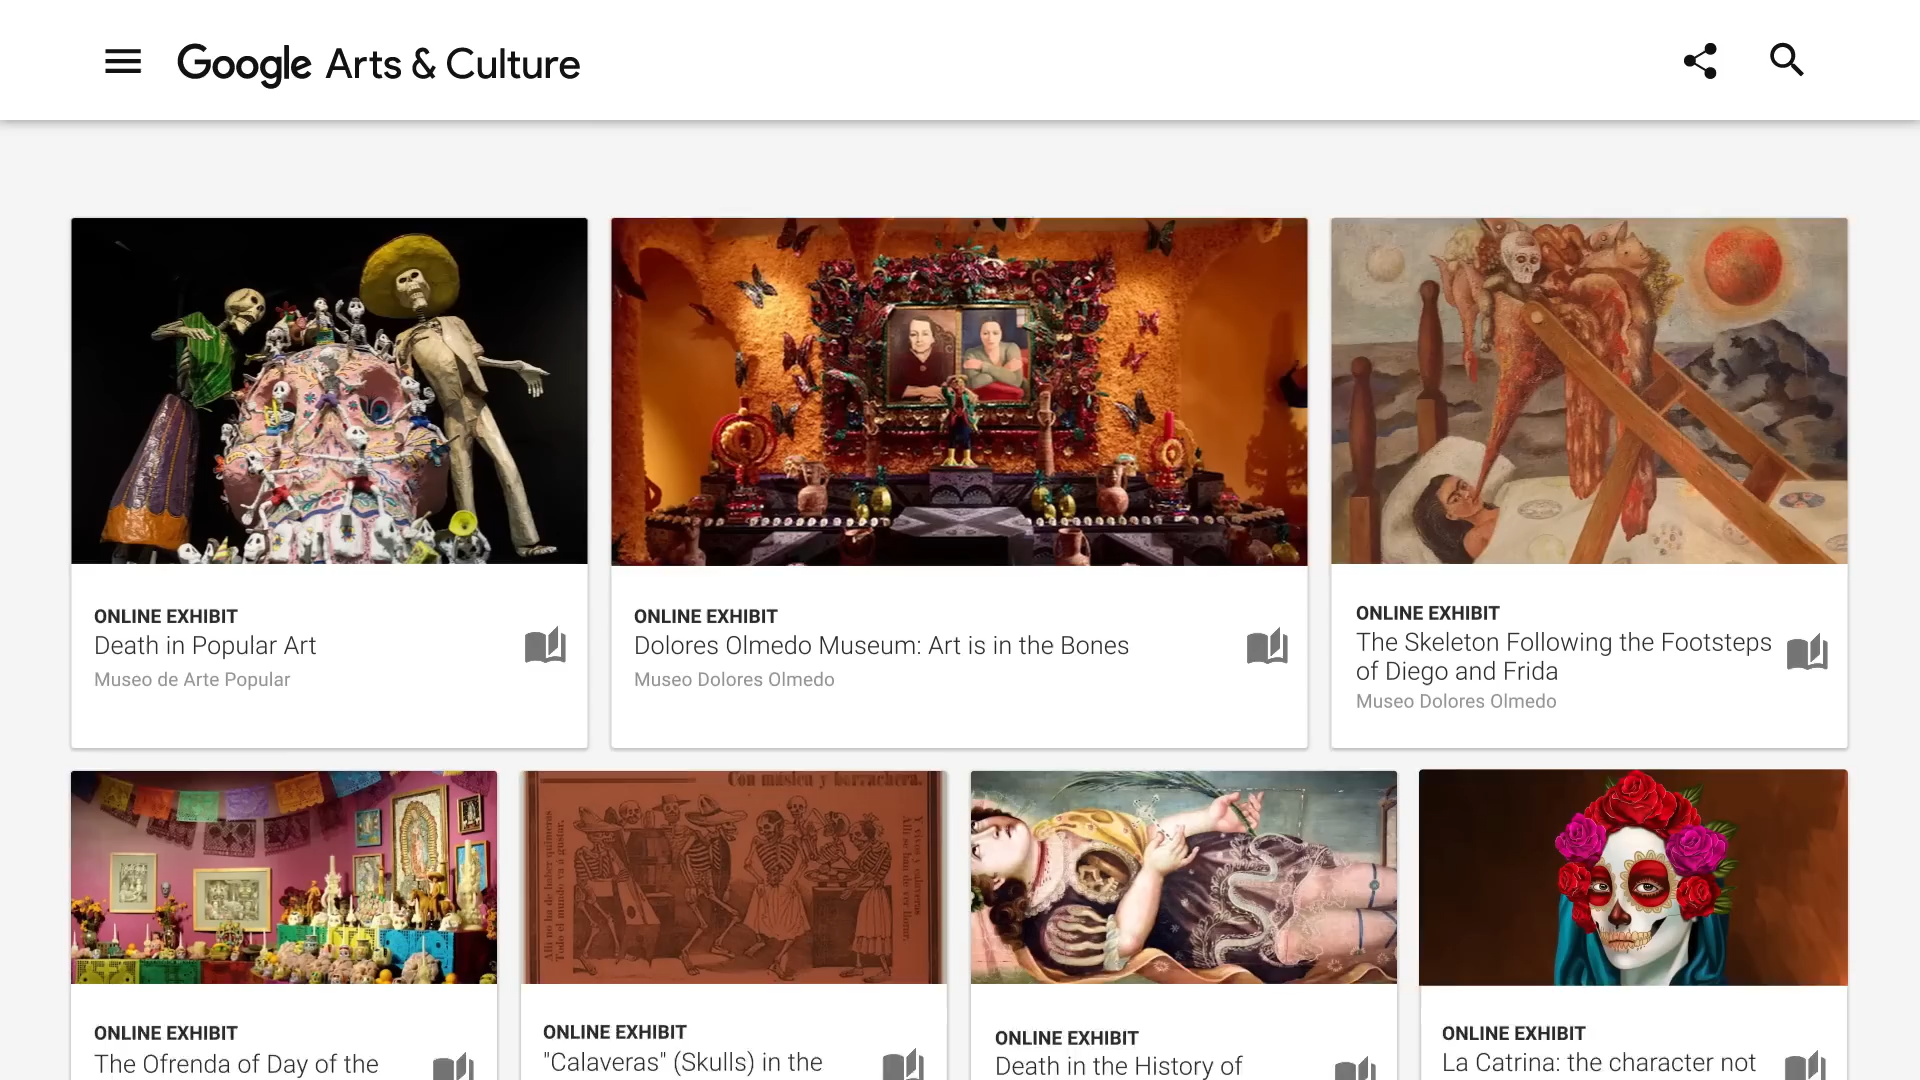 Google Arts & Culture
ONLINE EXHIBIT
Death in Popular Art
Museo de Arte Popular
ONLINE EXHIBIT
Dolores Olmedo Museum: Art is in the Bones
Museo Dolores Olmedo
ONLINE EXHIBIT
The Skeleton Following the Footsteps
of Diego and Frida
Museo Dolores Olmedo
Con música y borrachera.
ONLINE EXHIBIT
The Ofrenda of Day of the
ONLINE EXHIBIT
"Calaveras" (Skulls) in the
ONLINE EXHIBIT
Death in the History of
ONLINE EXHIBIT
La Catrina: the character not